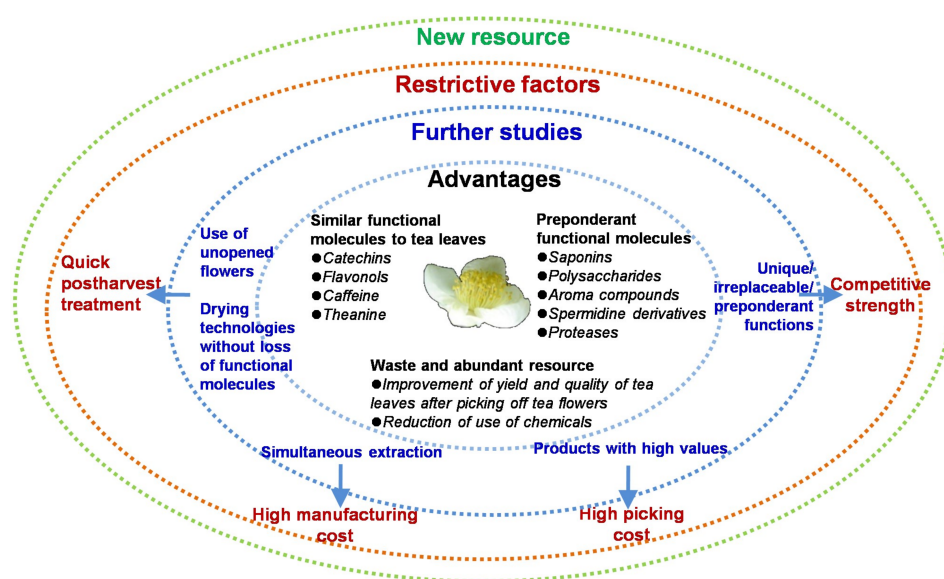 New resource
Restrictive factors
Further studies
Advantages
Similar functional
molecules to tea leaves
●Catechins
●Flavonols
●Caffeine
●Theanine
Preponderant
functional molecules
●Saponins
●Polysaccharides
●Aroma compounds
●Spermidine derivatives
●Proteases
Waste and abundant resource
●Improvement of yield and quality of tea
leaves after picking off tea flowers
●Reduction of use of chemicals
Use of
unopened
flowers
Drying
technologies
without loss
of functional
molecules
Quick
postharvest
treatment
Unique/
irreplaceable/
preponderant
functions
Competitive
strength
Simultaneous extraction
High manufacturing
cost
Products with high values
High picking
cost